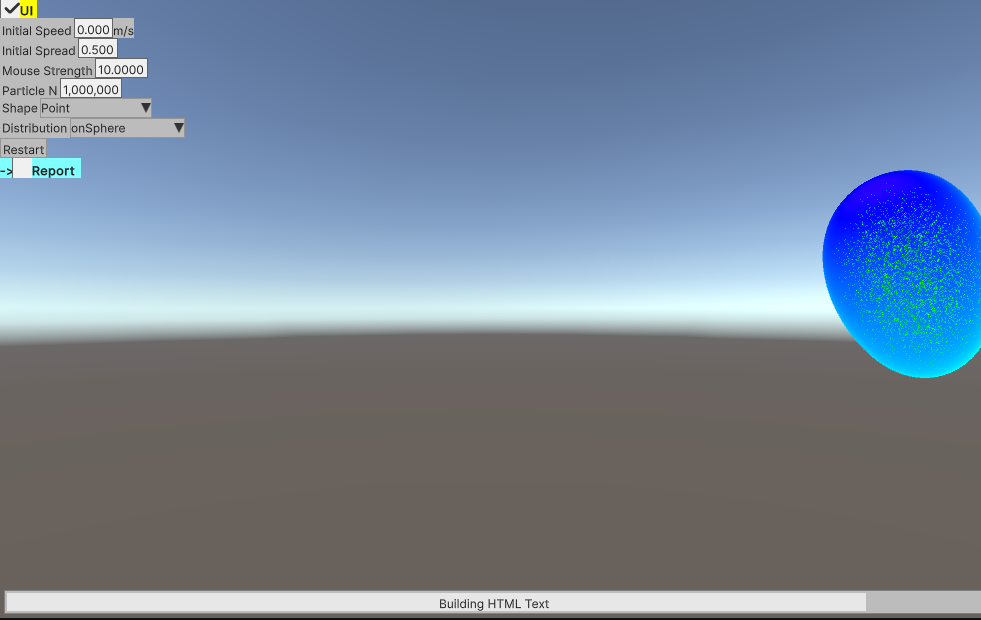 UI
Initial Speed 0.000 m/s
Initial Spread 0.500
Mouse Strength 10.0000
Particle N 1,000,000
Shape Point
Distribution onSphere
Restart
-> Report
Building HTML Text